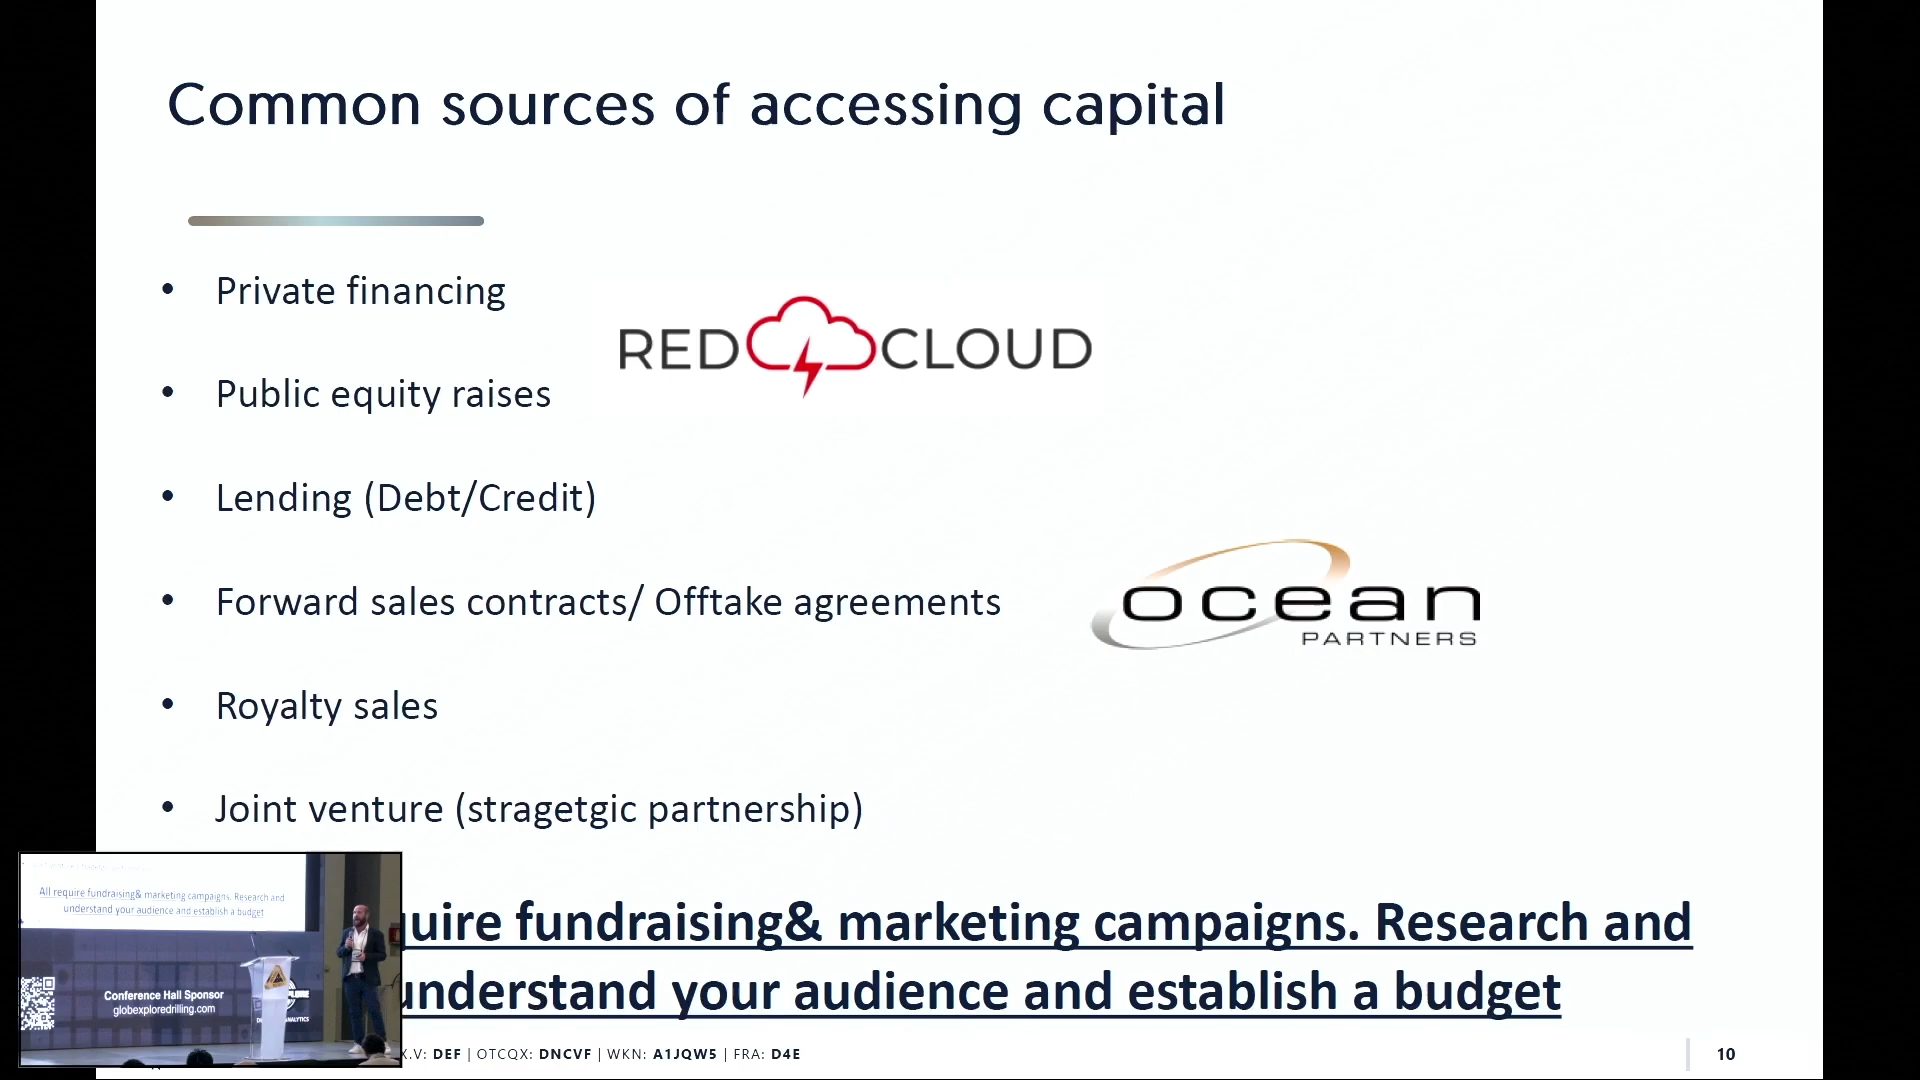 Common sources of accessing capital
• Private financing
RED CLOUD
• Public equity raises
• Lending (Debt/Credit)
• Forward sales contracts/ Offtake agreements
ocean
PARTNERS
• Royalty sales
• Joint venture (stragetgic partnership)
quire fundraising& marketing campaigns. Research and
understand your audience and establish a budget
All require fundraising& marketing campaigns. Research and
understand your audience and establish a budget
Conference Hall Sponsor
globexploredrilling.com
X.V: DEF | OTCQX: DNCVF | WKN: A1JQW5 | FRA: D4E
10